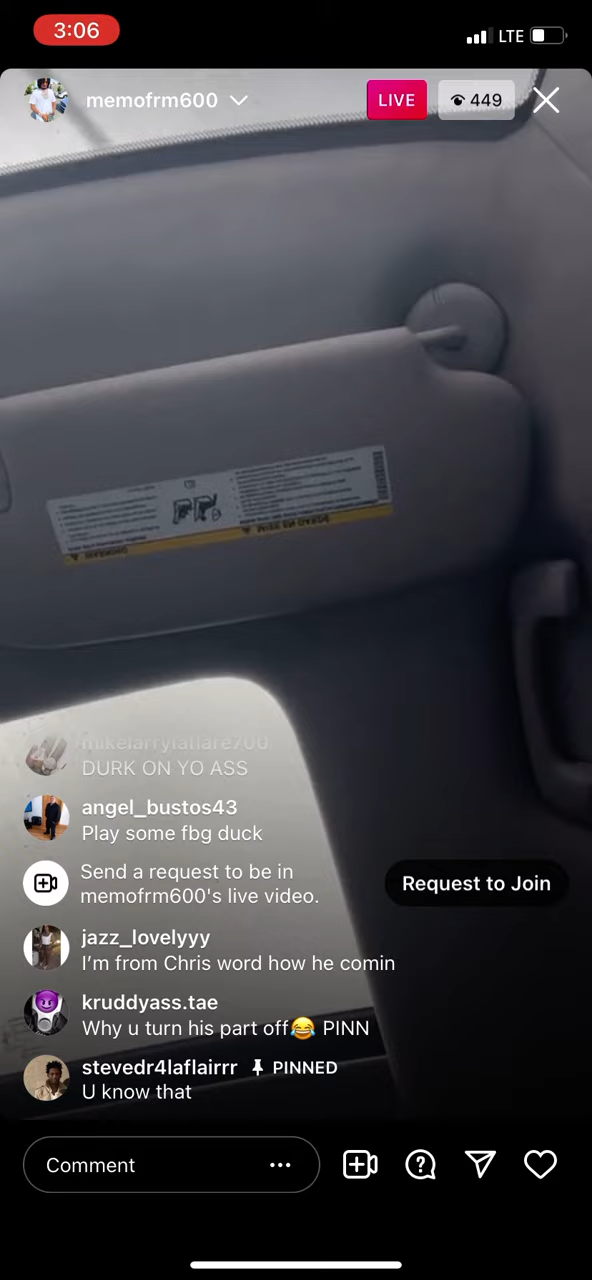 3:06
LTE
memofrm600
LIVE
449
mikelarrylaflare700
DURK ON YO ASS
angel_bustos43
Play some fbg duck
Send a request to be in
memofrm600's live video.
Request to Join
jazz_lovelyyy
I'm from Chris word how he comin
kruddyass.tae
Why u turn his part off😂 PINN
stevedr4laflairrr PINNED
U know that
Comment